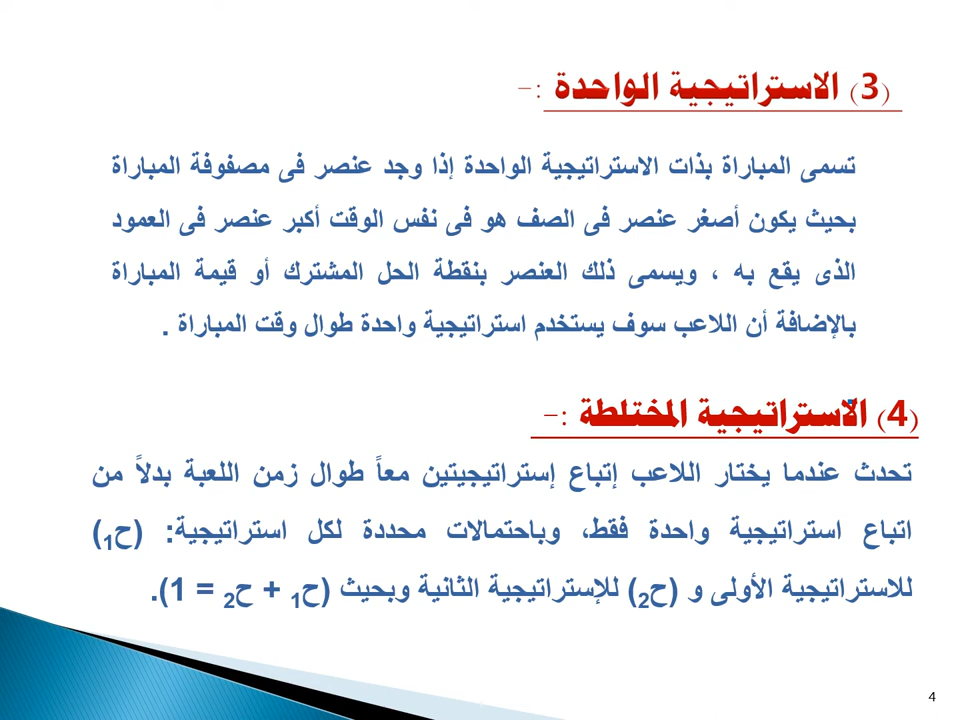 (3) الاستراتيجية الواحدة :-
تسمى المباراة بذات الاستراتيجية الواحدة إذا وجد عنصر فى مصفوفة المباراة
بحيث يكون أصغر عنصر فى الصف هو فى نفس الوقت أكبر عنصر فى العمود
الذى يقع به ، ويسمى ذلك العنصر بنقطة الحل المشترك أو قيمة المباراة
بالإضافة أن اللاعب سوف يستخدم استراتيجية واحدة طوال وقت المباراة .
(4) الاستراتيجية المختلطة :-
تحدث عندما يختار اللاعب إتباع إستراتيجيتين معاً طوال زمن اللعبة بدلاً من
اتباع استراتيجية واحدة فقط، وباحتمالات محددة لكل استراتيجية: (ح1)
للاستراتيجية الأولى و (ح2) للإستراتيجية الثانية وبحيث (ح1 + ح2 = 1).
4